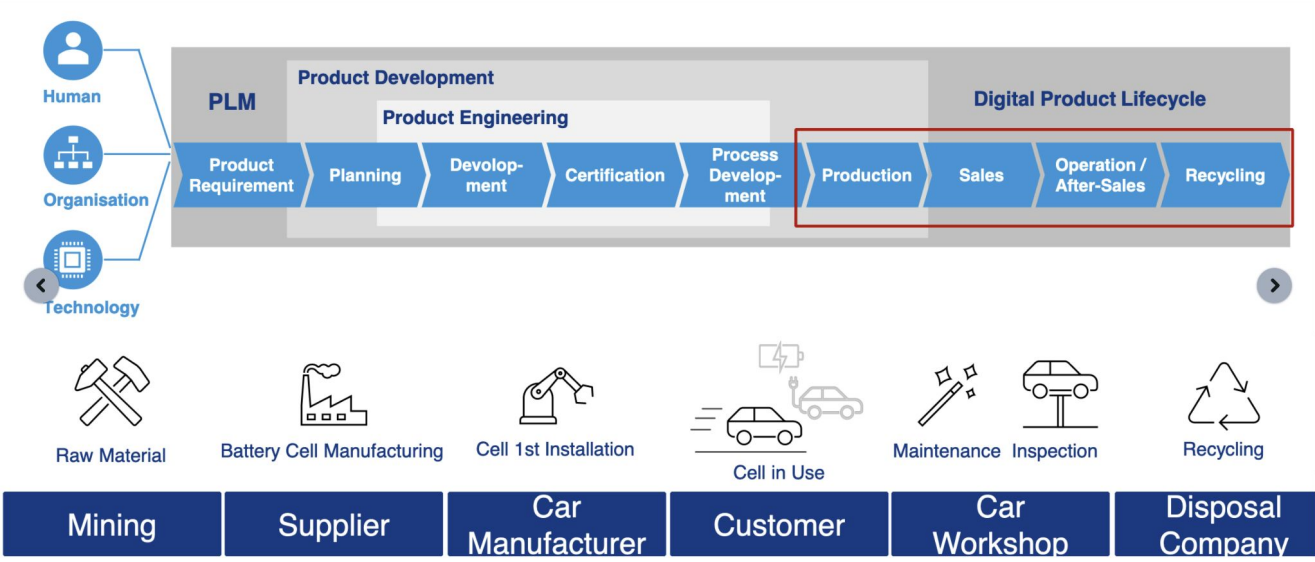 Human
Organisation
Technology
PLM
Product Development
Product Engineering
Digital Product Lifecycle
Product
Requirement
Planning
Devolop-
ment
Certification
Process
Develop-
ment
Production
Sales
Operation /
After-Sales
Recycling
Raw Material
Battery Cell Manufacturing
Cell 1st Installation
Cell in Use
Maintenance
Inspection
Recycling
Mining
Supplier
Car
Manufacturer
Customer
Car
Workshop
Disposal
Company